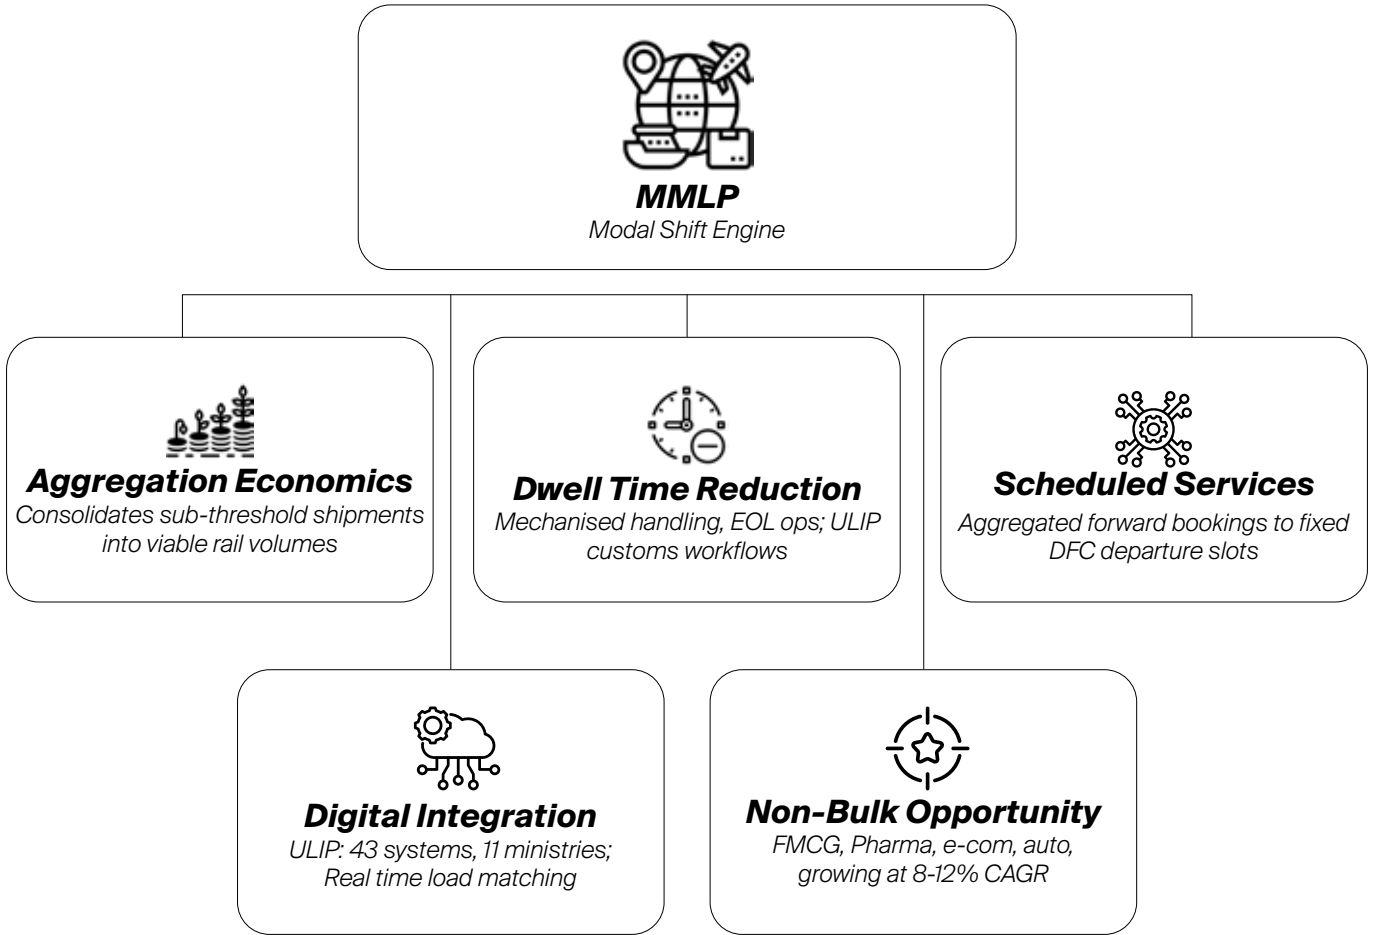 MMLP
Modal Shift Engine
Aggregation Economics
Consolidates sub-threshold shipments
into viable rail volumes
Dwell Time Reduction
Mechanised handling, EOL ops; ULIP
customs workflows
Scheduled Services
Aggregated forward bookings to fixed
DFC departure slots
Digital Integration
ULIP: 43 systems, 11 ministries;
Real time load matching
Non-Bulk Opportunity
FMCG, Pharma, e-com, auto,
growing at 8-12% CAGR